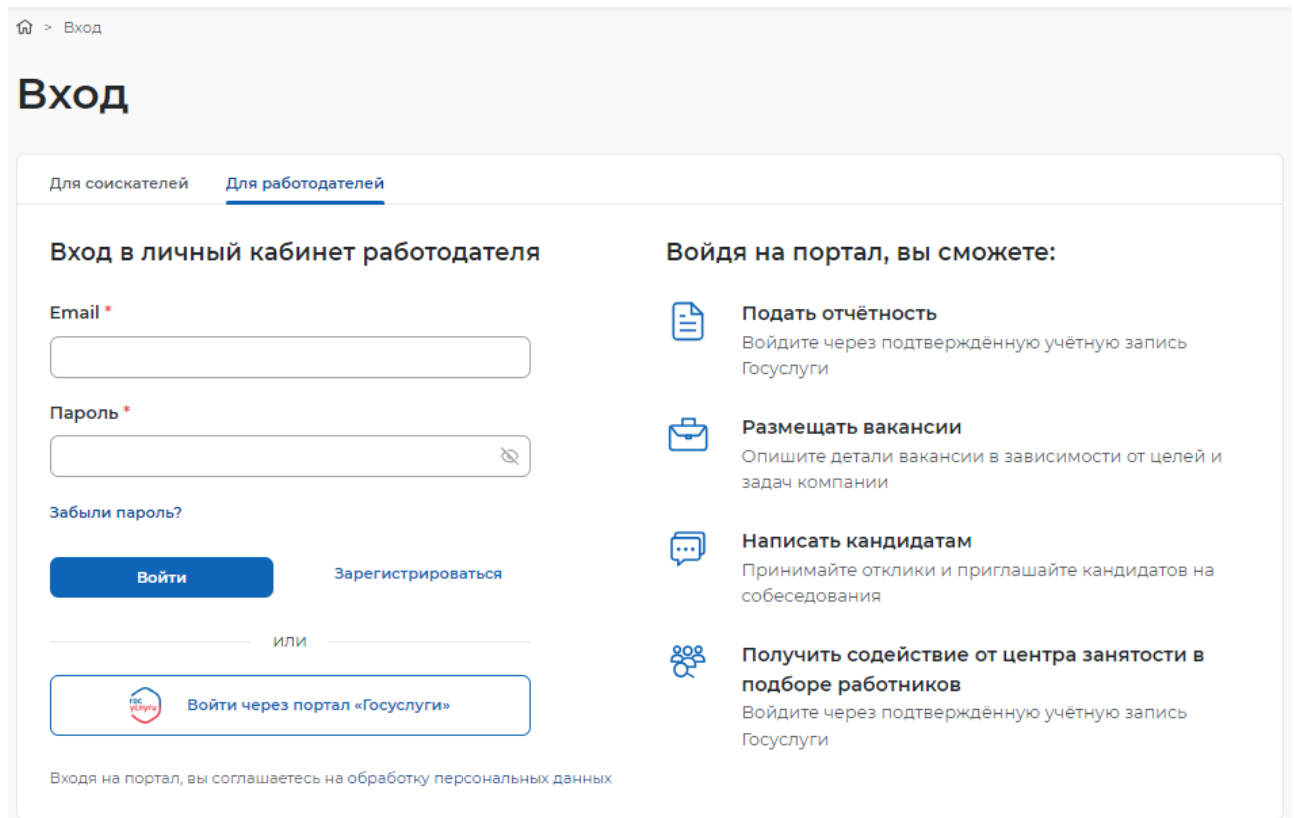 > Вход
Вход
Для соискателей Для работодателей
Вход в личный кабинет работодателя
Email *
Пароль *
Забыли пароль?
Войти Зарегистрироваться
или
гос
услуги
Войти через портал «Госуслуги»
Входя на портал, вы соглашаетесь на обработку персональных данных
Войдя на портал, вы сможете:
Подать отчётность
Войдите через подтверждённую учётную запись
Госуслуги
Размещать вакансии
Опишите детали вакансии в зависимости от целей и
задач компании
Написать кандидатам
Принимайте отклики и приглашайте кандидатов на
собеседования
Получить содействие от центра занятости в
подборе работников
Войдите через подтверждённую учётную запись
Госуслуги